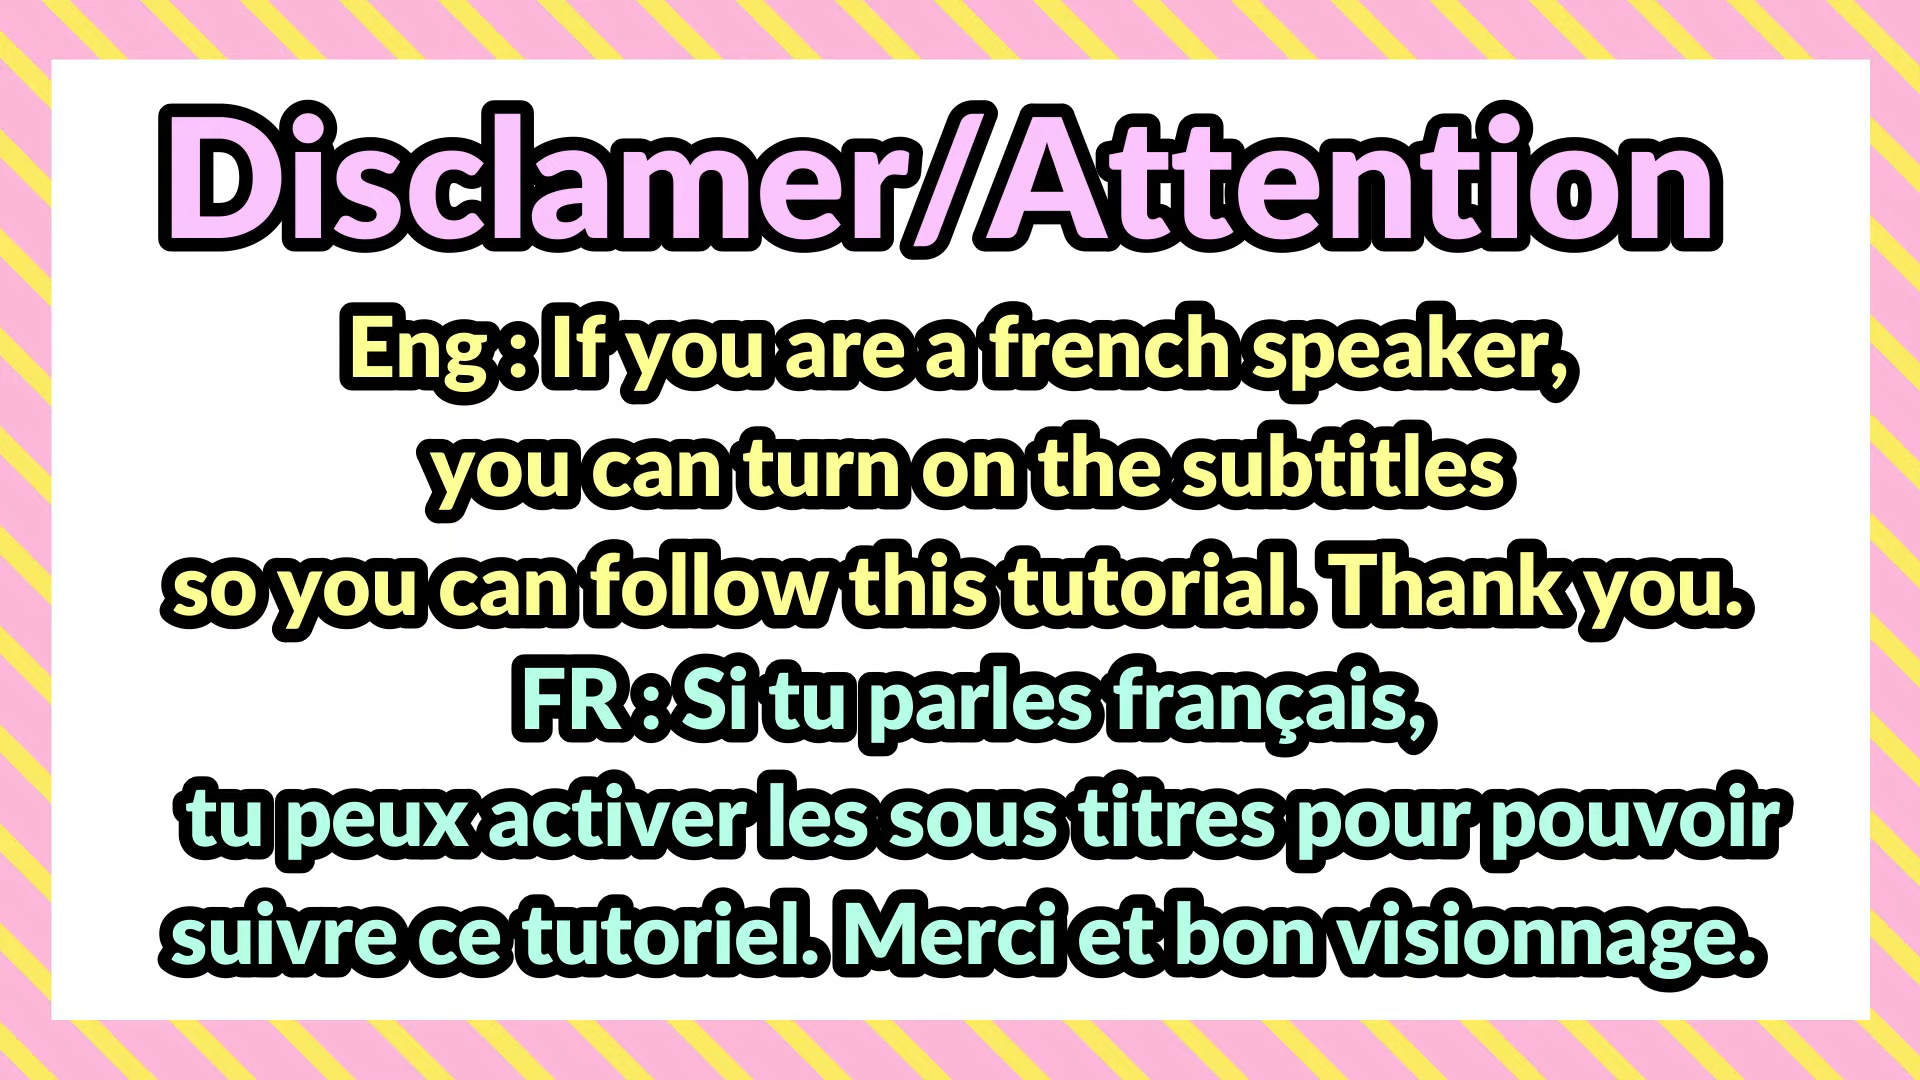 Disclamer/Attention
Eng : If you are a french speaker,
you can turn on the subtitles
so you can follow this tutorial. Thank you.
FR : Si tu parles français,
tu peux activer les sous titres pour pouvoir
suivre ce tutoriel. Merci et bon visionnage.